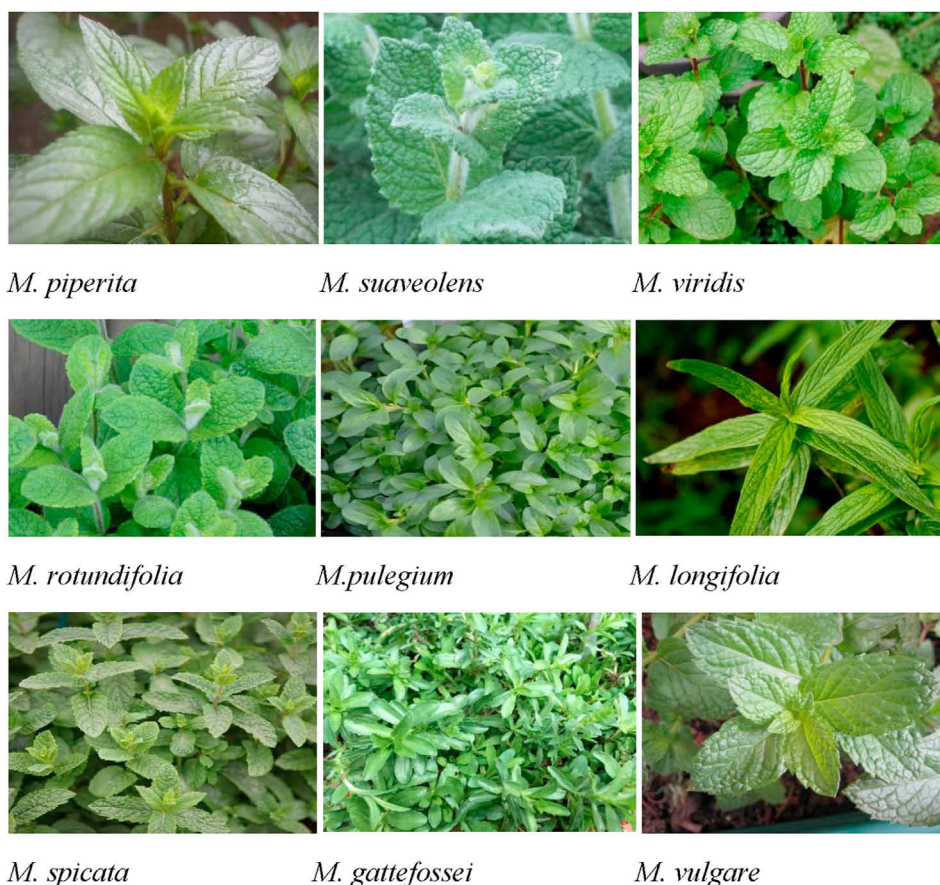 M. piperita
M. suaveolens
M. viridis
M. rotundifolia
M.pulegium
M. longifolia
M. spicata
M. gattefossei
M. vulgare